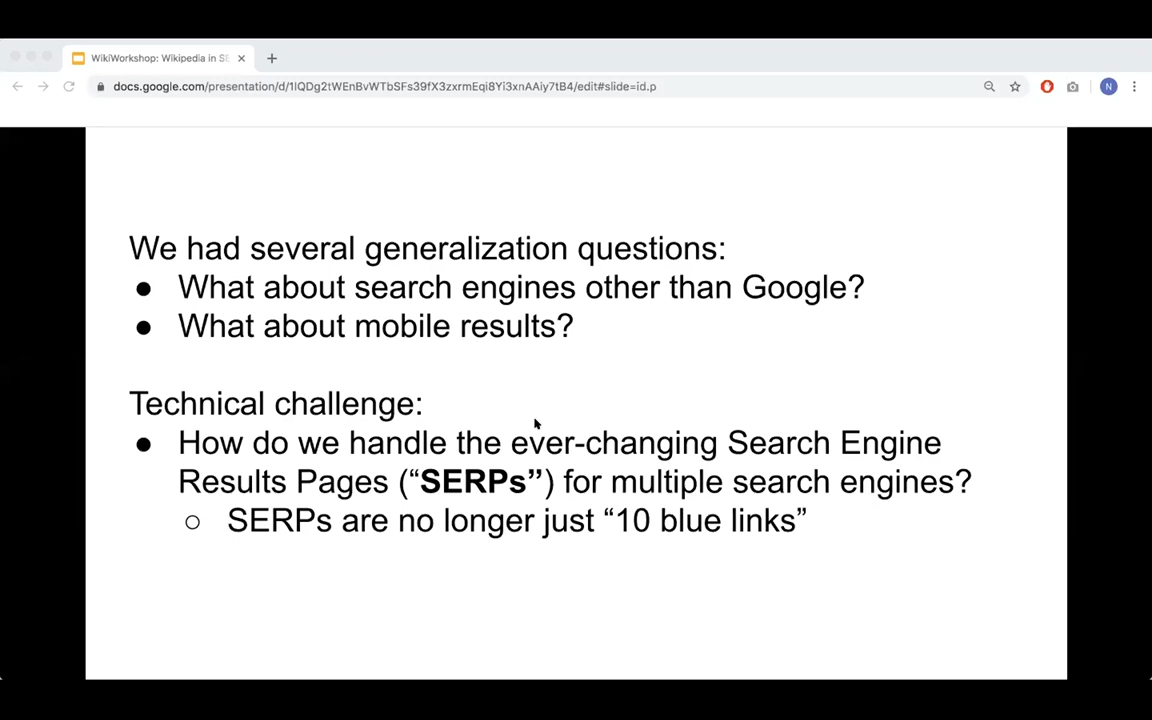 WikiWorkshop: Wikipedia in SE
docs.google.com/presentation/d/1lQDg2tWEnBvWTbSFs39fX3zxrmEqi8Yi3xnAAiy7tB4/edit#slide=id.p
N
We had several generalization questions:
● What about search engines other than Google?
● What about mobile results?
Technical challenge:
● How do we handle the ever-changing Search Engine
Results Pages (“SERPs”) for multiple search engines?
○ SERPs are no longer just “10 blue links”